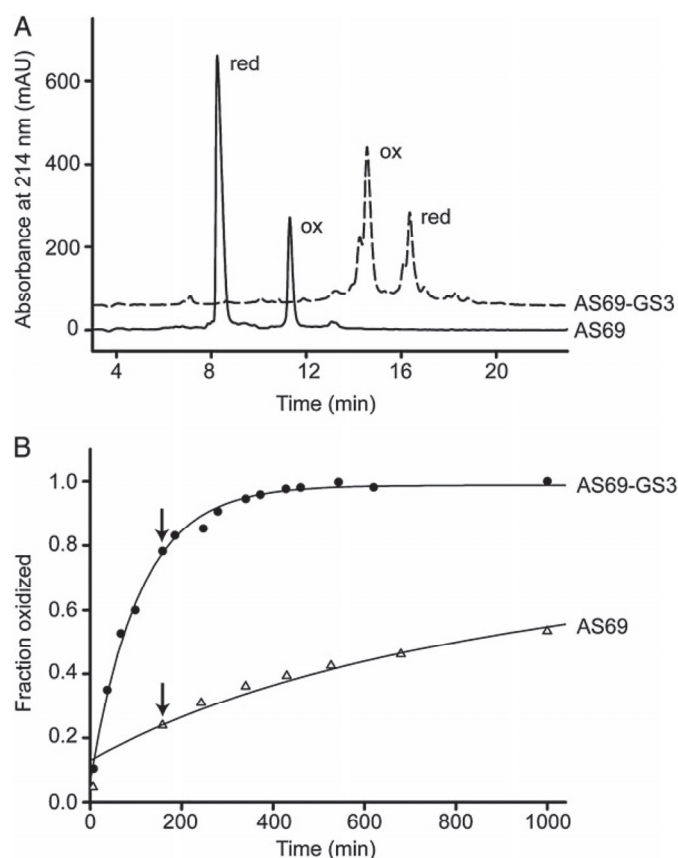 A
Absorbance at 214 nm (mAU)
600
400
200
0
red
ox
ox
red
AS69-GS3
AS69
4
8
12
16
20
Time (min)
B
Fraction oxidized
1.0
0.8
0.6
0.4
0.2
0.0
AS69-GS3
AS69
0
200
400
600
800
1000
Time (min)